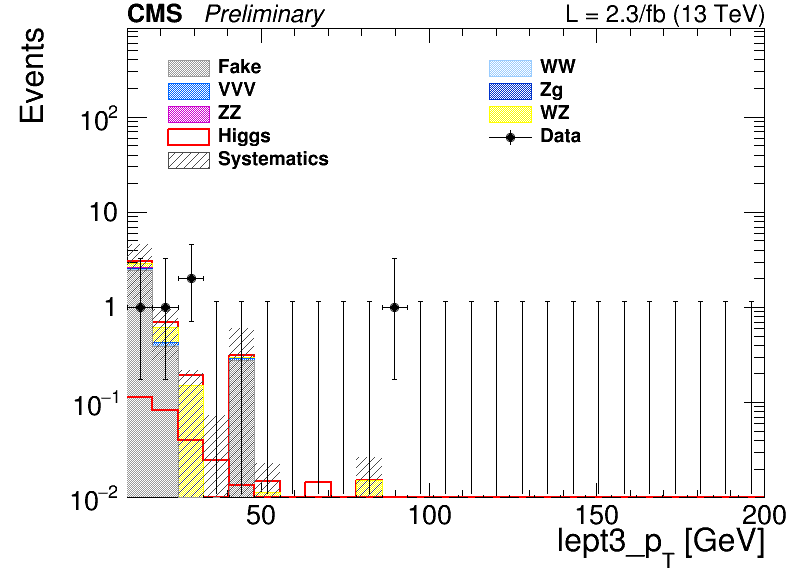 CMS Preliminary L = 2.3/fb (13 TeV)
Events
Fake WW
VVV Zg
ZZ WZ
Higgs Data
Systematics
10²
10
1
10⁻¹
10⁻²
50 100 150 200
lept3_p_T [GeV]